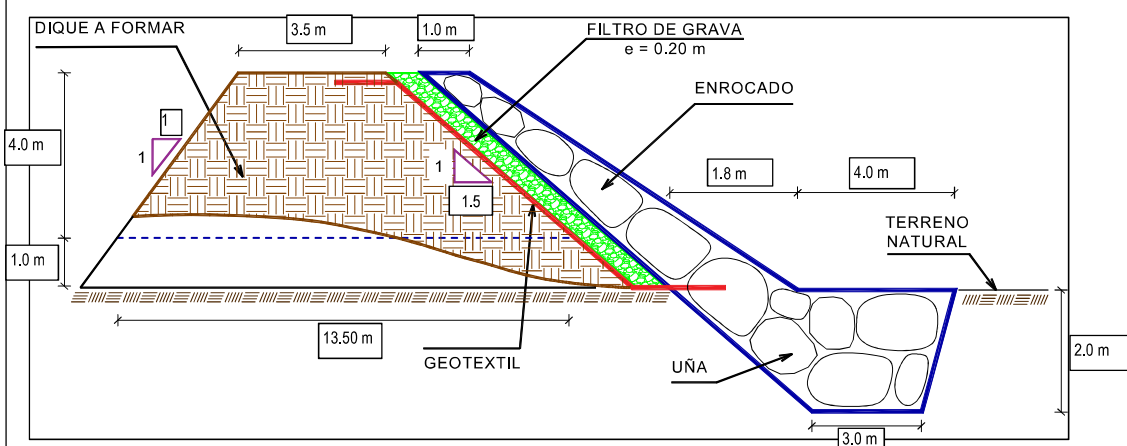 DIQUE A FORMAR
3.5 m
1.0 m
FILTRO DE GRAVA
e = 0.20 m
ENROCADO
1
1
4.0 m
1
1.5
1.8 m
4.0 m
TERRENO
NATURAL
1.0 m
13.50 m
GEOTEXTIL
UÑA
2.0 m
3.0 m